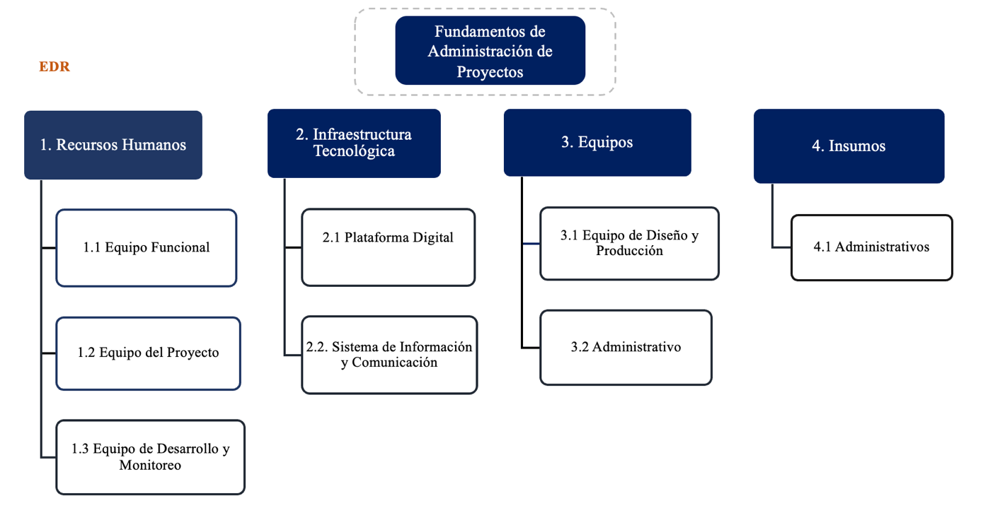 Fundamentos de
Administración de
Proyectos
EDR
1. Recursos Humanos
2. Infraestructura
Tecnológica
3. Equipos
4. Insumos
1.1 Equipo Funcional
1.2 Equipo del Proyecto
1.3 Equipo de Desarrollo y
Monitoreo
2.1 Plataforma Digital
2.2. Sistema de Información
y Comunicación
3.1 Equipo de Diseño y
Producción
3.2 Administrativo
4.1 Administrativos